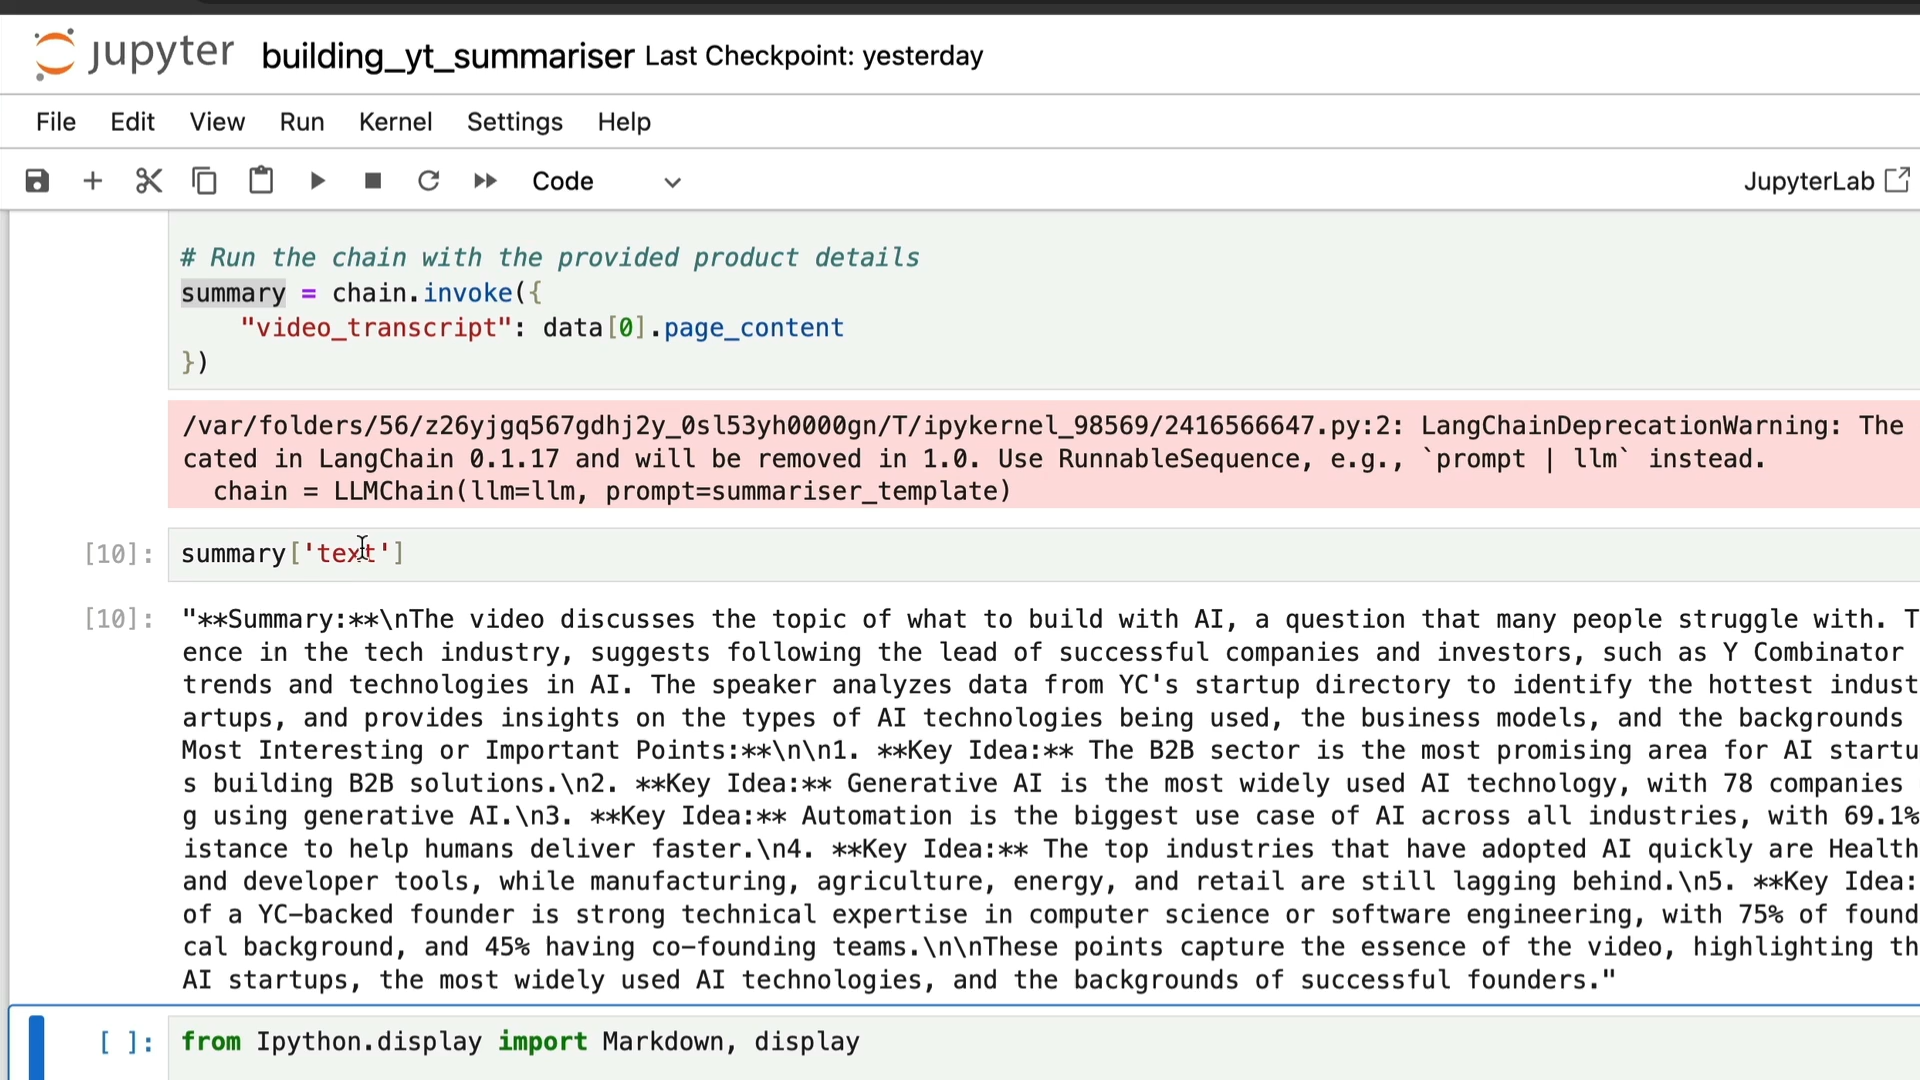 jupyter building_yt_summariser Last Checkpoint: yesterday
File Edit View Run Kernel Settings Help
Code JupyterLab
# Run the chain with the provided product details
summary = chain.invoke({
"video_transcript": data[0].page_content
})
/var/folders/56/z26yjgq567gdhj2y_0sl53yh0000gn/T/ipykernel_98569/2416566647.py:2: LangChainDeprecationWarning: The
cated in LangChain 0.1.17 and will be removed in 1.0. Use RunnableSequence, e.g., `prompt | llm` instead.
chain = LLMChain(llm=llm, prompt=summariser_template)
[10]: summary['text']
[10]: "**Summary:**\nThe video discusses the topic of what to build with AI, a question that many people struggle with. T
ence in the tech industry, suggests following the lead of successful companies and investors, such as Y Combinator
trends and technologies in AI. The speaker analyzes data from YC's startup directory to identify the hottest indust
artups, and provides insights on the types of AI technologies being used, the business models, and the backgrounds
Most Interesting or Important Points:**\n\n1. **Key Idea:** The B2B sector is the most promising area for AI startu
s building B2B solutions.\n2. **Key Idea:** Generative AI is the most widely used AI technology, with 78 companies
g using generative AI.\n3. **Key Idea:** Automation is the biggest use case of AI across all industries, with 69.1%
istance to help humans deliver faster.\n4. **Key Idea:** The top industries that have adopted AI quickly are Health
and developer tools, while manufacturing, agriculture, energy, and retail are still lagging behind.\n5. **Key Idea:
of a YC-backed founder is strong technical expertise in computer science or software engineering, with 75% of found
cal background, and 45% having co-founding teams.\n\nThese points capture the essence of the video, highlighting th
AI startups, the most widely used AI technologies, and the backgrounds of successful founders."
[ ]: from Ipython.display import Markdown, display